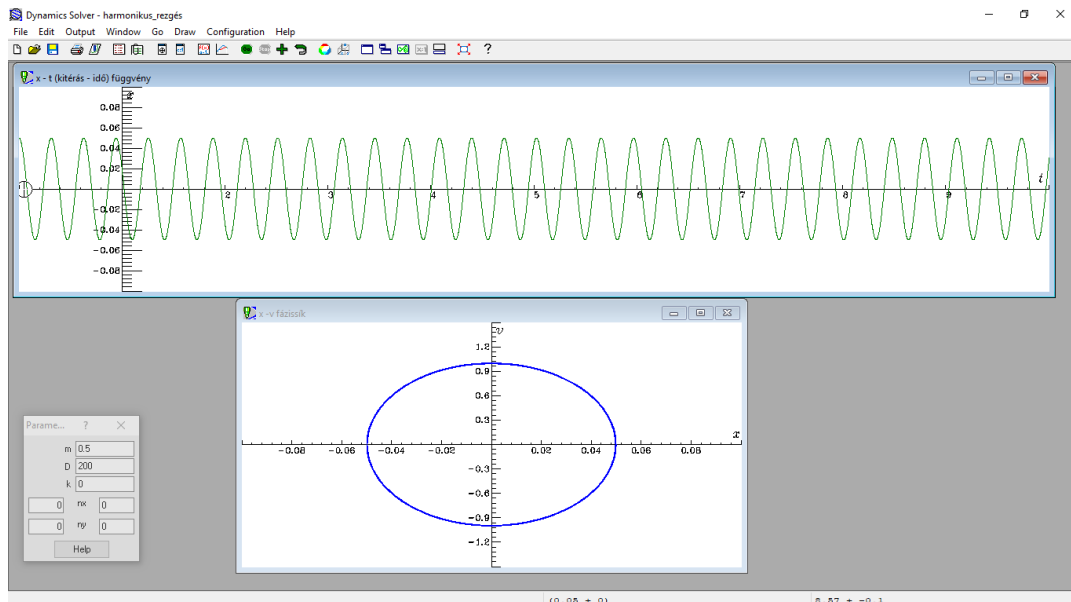 Dynamics Solver - harmonikus_rezgés
File Edit Output Window Go Draw Configuration Help
x - t (kitérás - idő) függvény
x
0.08
0.06
0.04
0.02
2 3 4 5 6 7 8 9 t
-0.02
-0.04
-0.06
-0.08
x -v fázissík
v
1.2
0.9
0.6
0.3
x
-0.08 -0.06 -0.04 -0.02 0.02 0.04 0.06 0.08
-0.3
-0.6
-0.9
-1.2
Parame... ?
m 0.5
D 200
k 0
0 nx 0
0 ny 0
Help